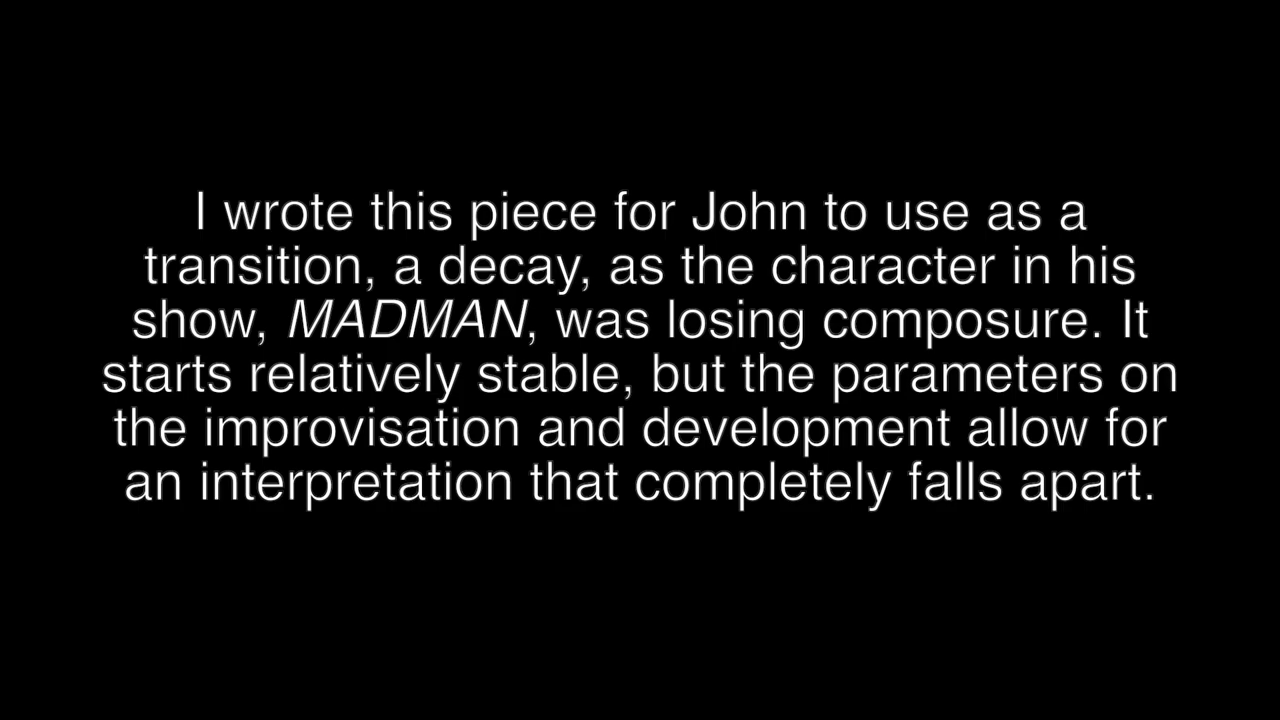 I wrote this piece for John to use as a
transition, a decay, as the character in his
show, MADMAN, was losing composure. It
starts relatively stable, but the parameters on
the improvisation and development allow for
an interpretation that completely falls apart.